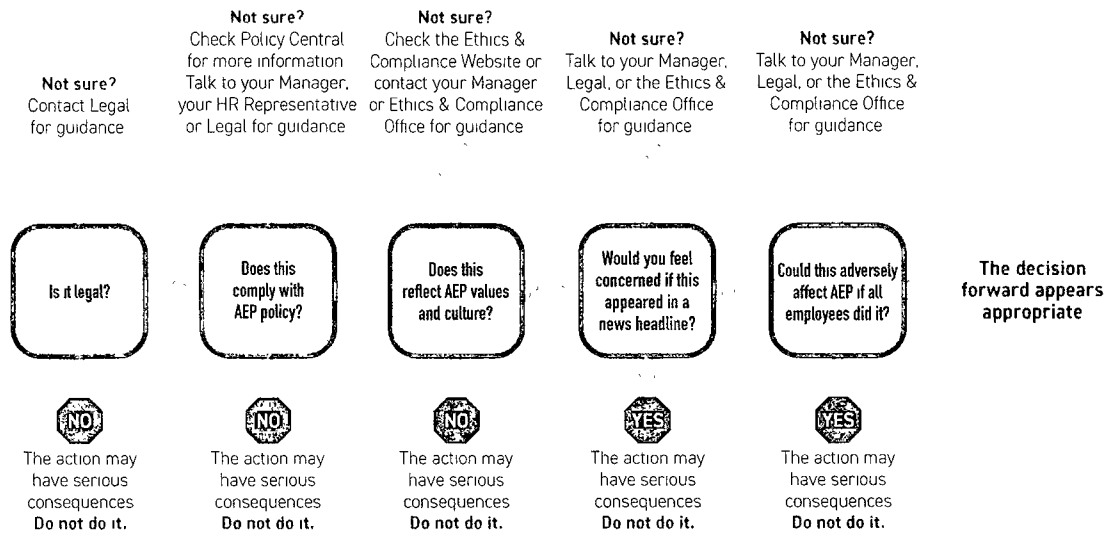 Not sure?
Contact Legal
for guidance
Not sure?
Check Policy Central
for more information
Talk to your Manager,
your HR Representative
or Legal for guidance
Not sure?
Check the Ethics &
Compliance Website or
contact your Manager
or Ethics & Compliance
Office for guidance
Not sure?
Talk to your Manager,
Legal, or the Ethics &
Compliance Office
for guidance
Not sure?
Talk to your Manager,
Legal, or the Ethics &
Compliance Office
for guidance
Is it legal?
Does this
comply with
AEP policy?
Does this
reflect AEP values
and culture?
Would you feel
concerned if this
appeared in a
news headline?
Could this adversely
affect AEP if all
employees did it?
The decision
forward appears
appropriate
NO
The action may
have serious
consequences
Do not do it.
NO
The action may
have serious
consequences
Do not do it.
NO
The action may
have serious
consequences
Do not do it.
YES
The action may
have serious
consequences
Do not do it.
YES
The action may
have serious
consequences
Do not do it.